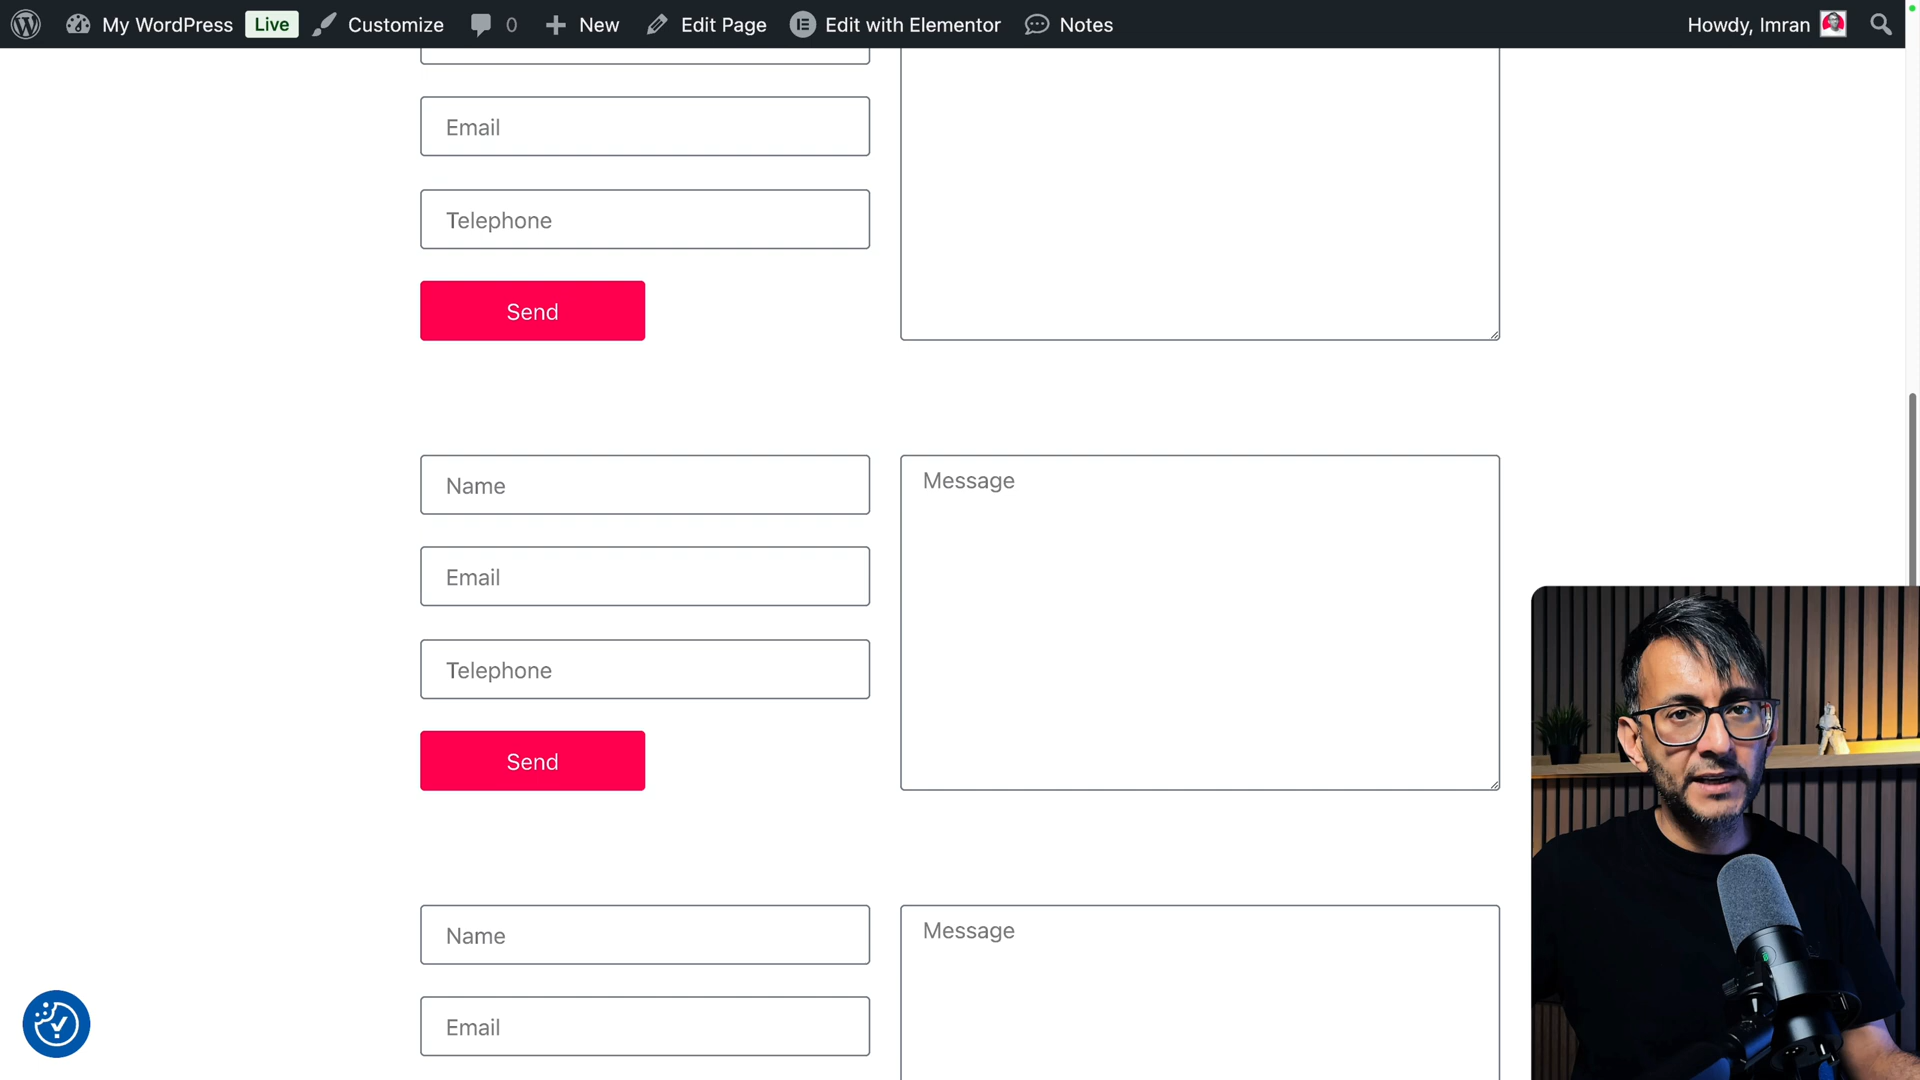 My WordPress Live Customize 0 New Edit Page Edit with Elementor Notes Howdy, Imran
Email
Telephone
Send
Name
Message
Email
Telephone
Send
Name
Message
Email